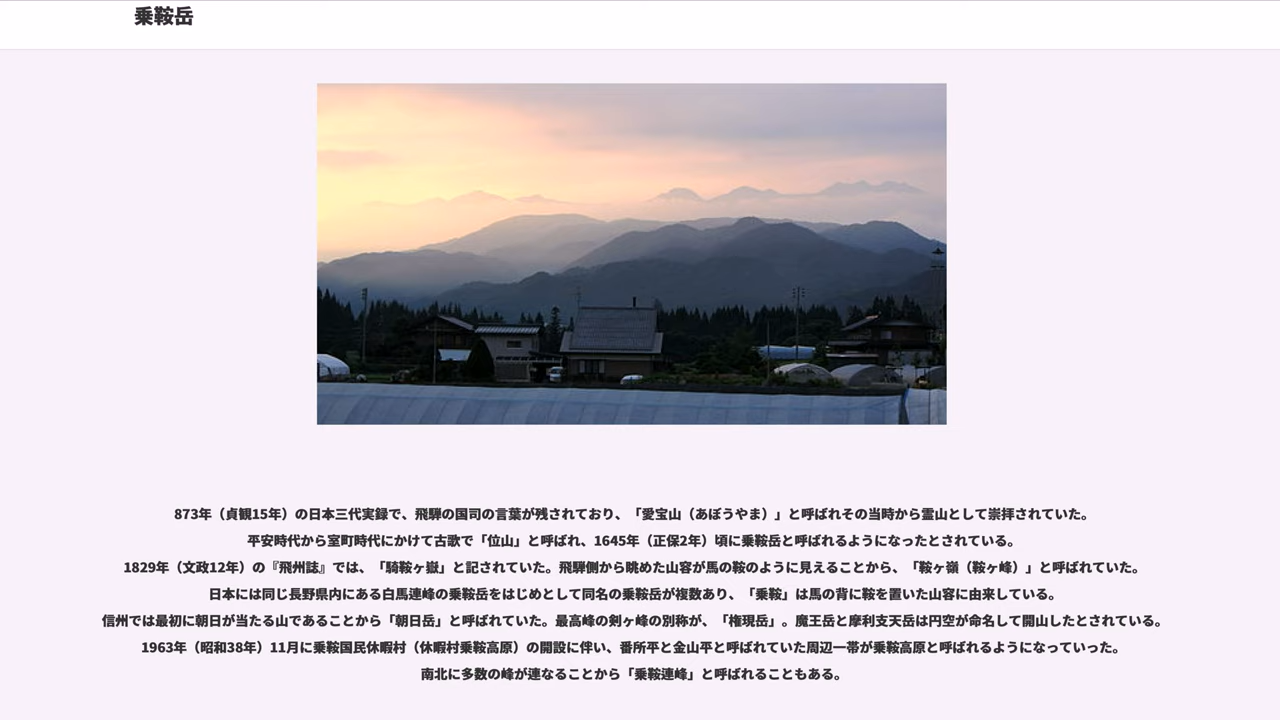 乗鞍岳
873年（貞観15年）の日本三代実録で、飛騨の国司の言葉が残されており、「愛宝山（あぼうやま）」と呼ばれその当時から霊山として崇拝されていた。
平安時代から室町時代にかけて古歌で「位山」と呼ばれ、1645年（正保2年）頃に乗鞍岳と呼ばれるようになったとされている。
1829年（文政12年）の『飛州誌』では、「騎鞍ヶ嶽」と記されていた。飛騨側から眺めた山容が馬の鞍のように見えることから、「鞍ヶ嶺（鞍ヶ峰）」と呼ばれていた。
日本には同じ長野県内にある白馬連峰の乗鞍岳をはじめとして同名の乗鞍岳が複数あり、「乗鞍」は馬の背に鞍を置いた山容に由来している。
信州では最初に朝日が当たる山であることから「朝日岳」と呼ばれていた。最高峰の剣ヶ峰の別称が、「権現岳」。魔王岳と摩利支天岳は円空が命名して開山したとされている。
1963年（昭和38年）11月に乗鞍国民休暇村（休暇村乗鞍高原）の開設に伴い、番所平と金山平と呼ばれていた周辺一帯が乗鞍高原と呼ばれるようになっていった。
南北に多数の峰が連なることから「乗鞍連峰」と呼ばれることもある。